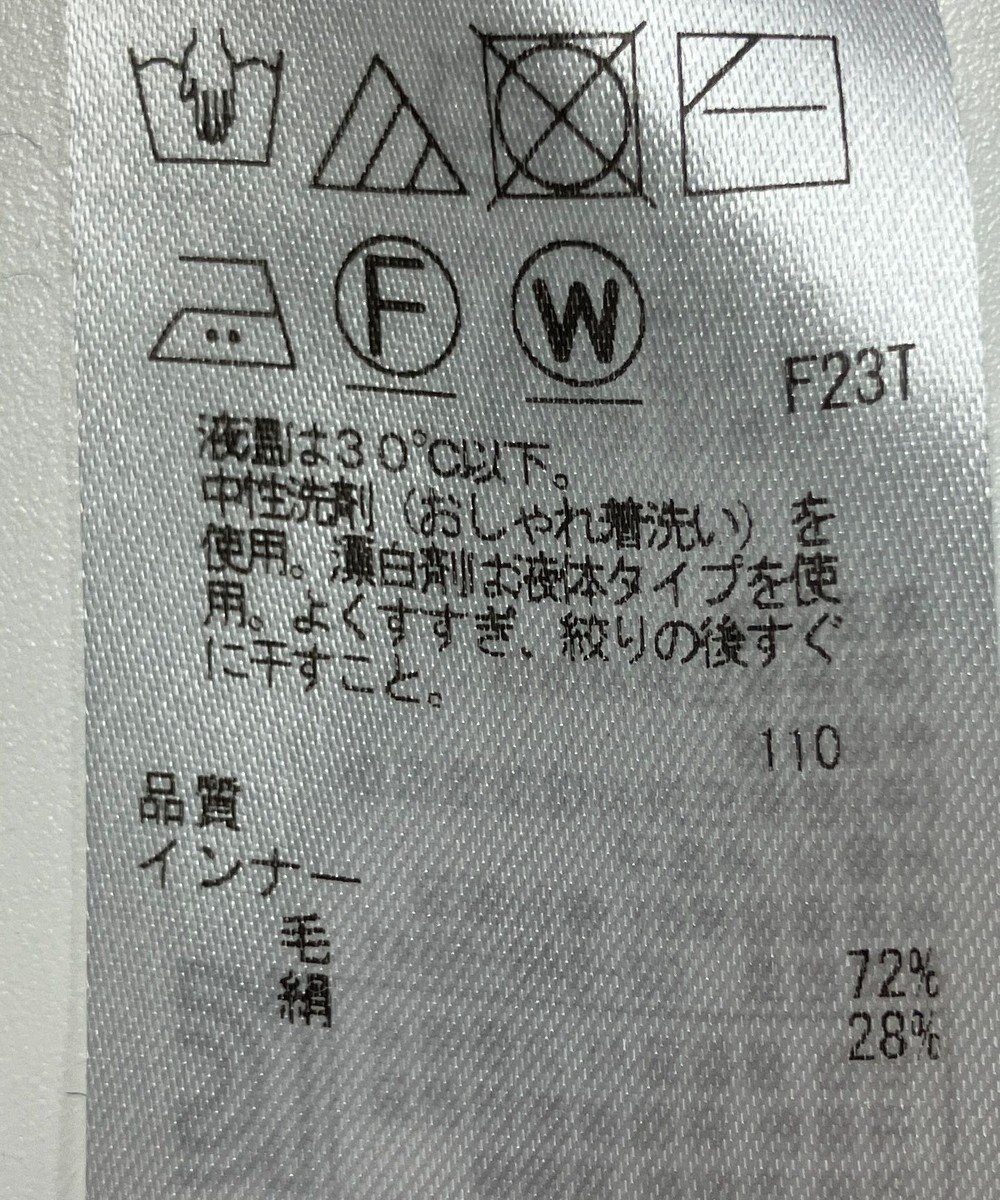 F
W
F23T
液温は30℃以下。
中性洗剤（おしゃれ着洗い）を
使用。漂白剤は液体タイプを使
用。よくすすぎ、絞りの後すぐ
に干すこと。
110
品質
インナー
毛 72%
絹 28%